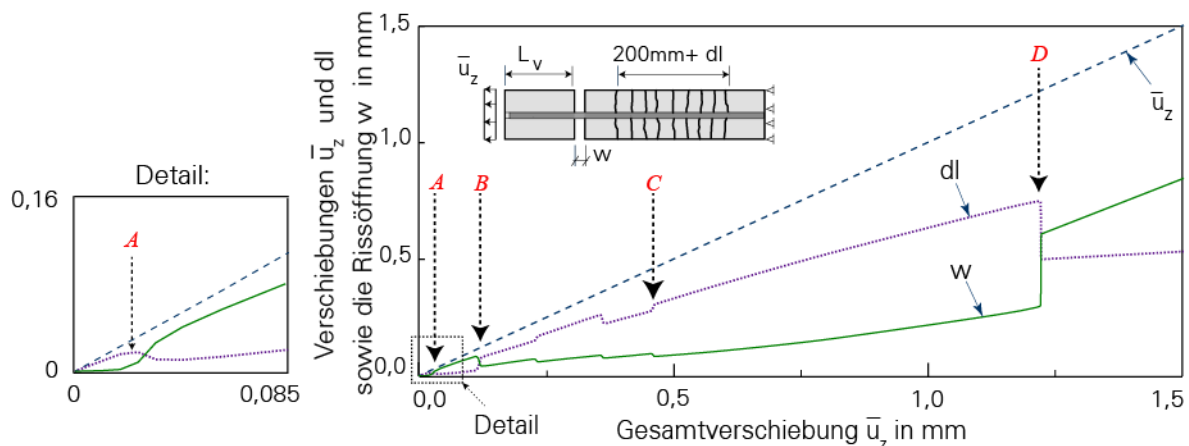 Detail:
0,16
A
0
0
0,085
Verschiebungen u̅z und dl
sowie die Rissöffnung w in mm
1,5
1,0
0,5
0,0
Lv
200mm+ dl
u̅z
w
A
B
C
D
u̅z
dl
w
0,0
0,5
1,0
1,5
Detail
Gesamtverschiebung u̅z in mm